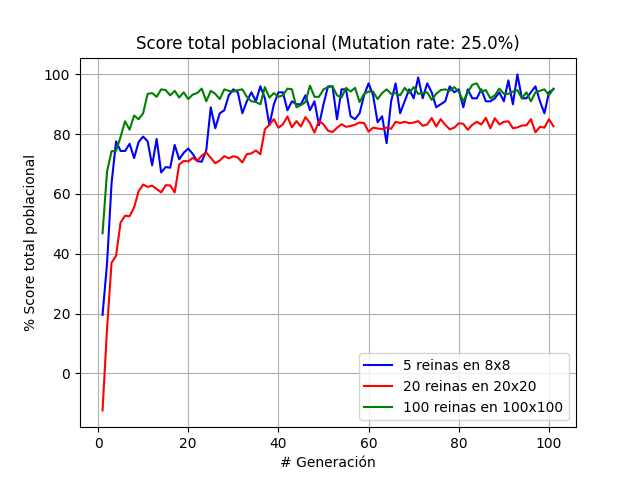 Score total poblacional (Mutation rate: 25.0%)
% Score total poblacional
100
80
60
40
20
0
0 20 40 60 80 100
# Generación
5 reinas en 8x8
20 reinas en 20x20
100 reinas en 100x100